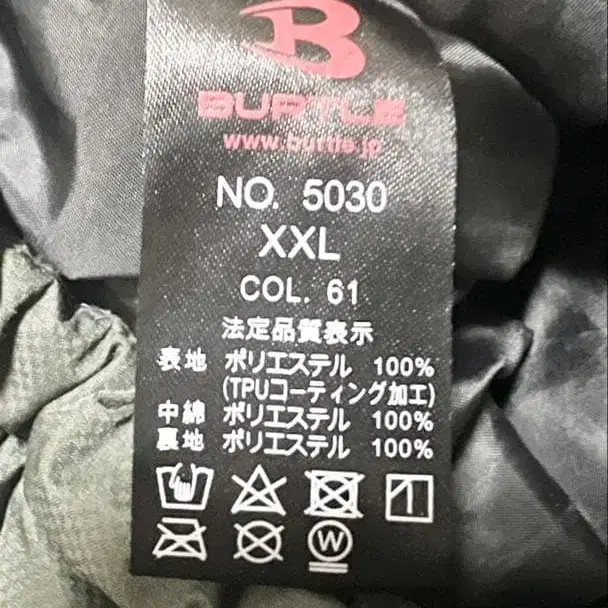 B
BURTLE
www.burtle.jp
NO. 5030
XXL
COL. 61
法定品質表示
表地 ポリエステル 100%
(TPUコーティング加工)
中綿 ポリエステル 100%
裏地 ポリエステル 100%
W